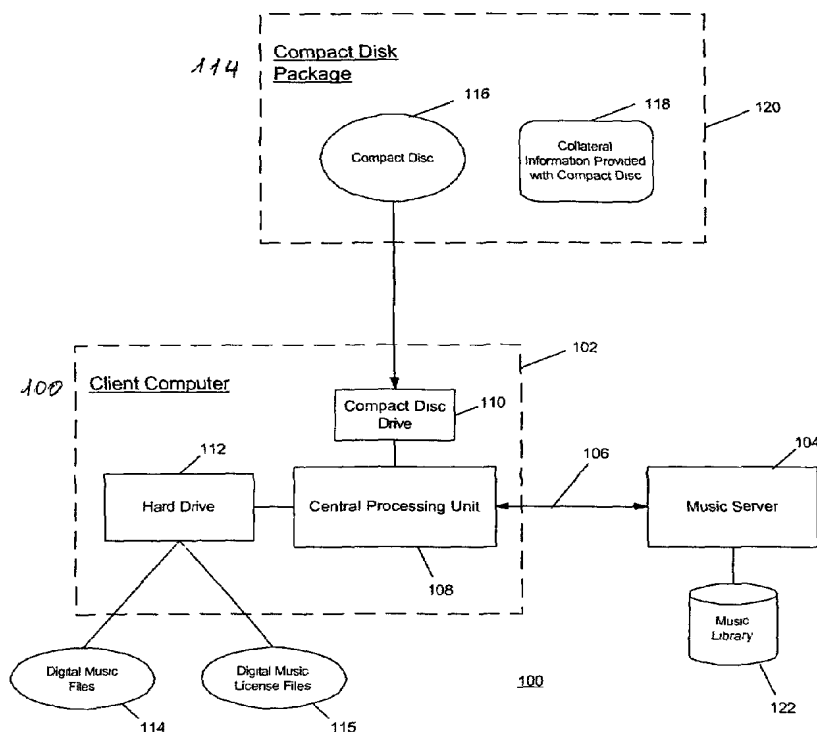 114
Compact Disk
Package
116
118
120
Compact Disc
Collateral
Information Provided
with Compact Disc
102
100
Client Computer
Compact Disc
Drive
110
112
106
104
Hard Drive
Central Processing Unit
Music Server
108
Music
Library
Digital Music
Files
Digital Music
License Files
100
122
114
115